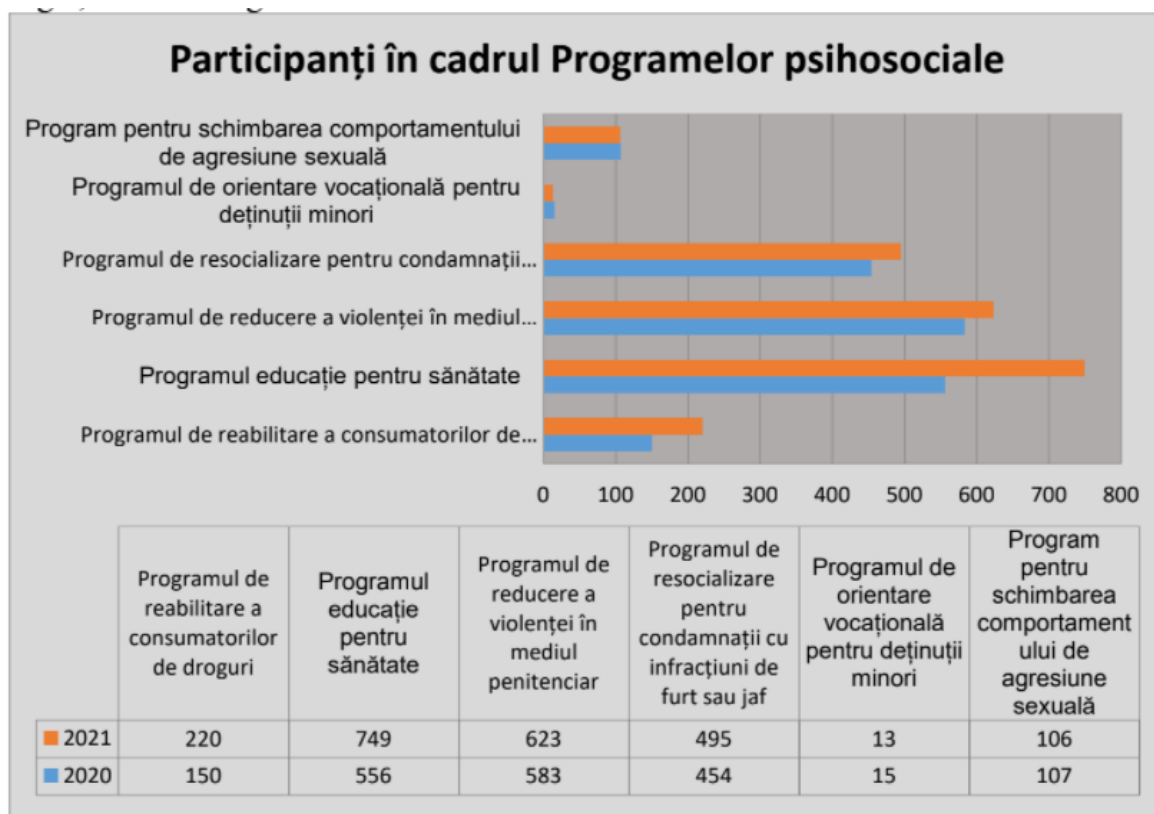 Participanți în cadrul Programelor psihosociale
Program pentru schimbarea comportamentului
de agresiune sexuală
Programul de orientare vocațională pentru
deținuții minori
Programul de resocializare pentru condamnații...
Programul de reducere a violenței în mediul...
Programul educație pentru sănătate
Programul de reabilitare a consumatorilor de...
0 100 200 300 400 500 600 700 800
Programul de
reabilitare a
consumatorilor
de droguri
Programul
educație
pentru
sănătate
Programul de
reducere a
violenței în
mediul
penitenciar
Programul de
resocializare
pentru
condamnații cu
infracțiuni de
furt sau jaf
Programul de
orientare
vocațională
pentru deținuții
minori
Program
pentru
schimbarea
comportament
ului de
agresiune
sexuală
2021 220 749 623 495 13 106
2020 150 556 583 454 15 107